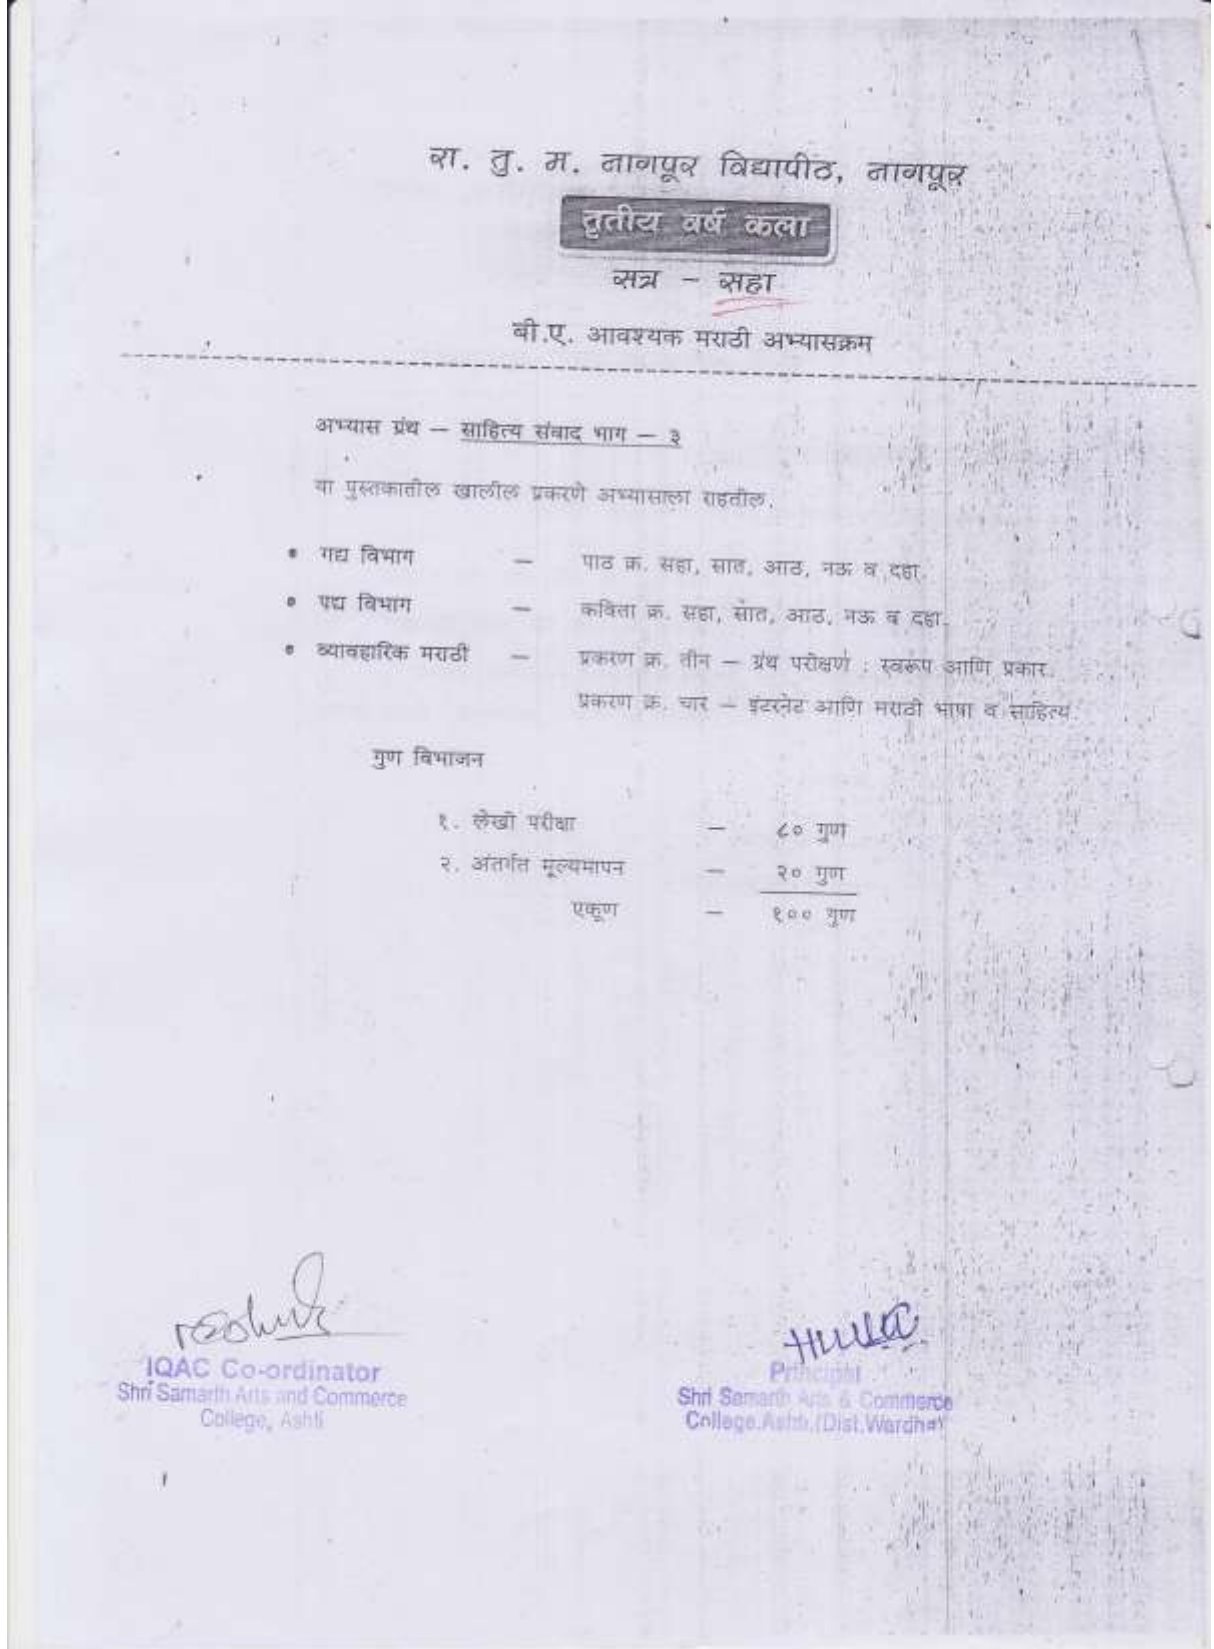 रा. तु. म. नागपूर विद्यापीठ, नागपूर
तृतीय वर्ष कला
सत्र – सहा
बी.ए. आवश्यक मराठी अभ्यासक्रम
अभ्यास ग्रंथ – साहित्य संवाद भाग – ३
या पुस्तकातील खालील प्रकरणे अभ्यासाला राहतील.
• गद्य विभाग – पाठ क्र. सहा, सात, आठ, नऊ व दहा.
• पद्य विभाग – कविता क्र. सहा, सात, आठ, नऊ व दहा.
• व्यावहारिक मराठी – प्रकरण क्र. तीन – ग्रंथ परीक्षण : स्वरूप आणि प्रकार.
प्रकरण क्र. चार – इंटरनेट आणि मराठी भाषा व साहित्य.
गुण विभाजन
१. लेखी परीक्षा – ८० गुण
२. अंतर्गत मूल्यमापन – २० गुण
एकूण – १०० गुण
IQAC Co-ordinator
Shri Samarth Arts and Commerce
College, Ashti
Principal
Shri Samarth Arts & Commerce
College.Ashti.(Dist.Wardha)